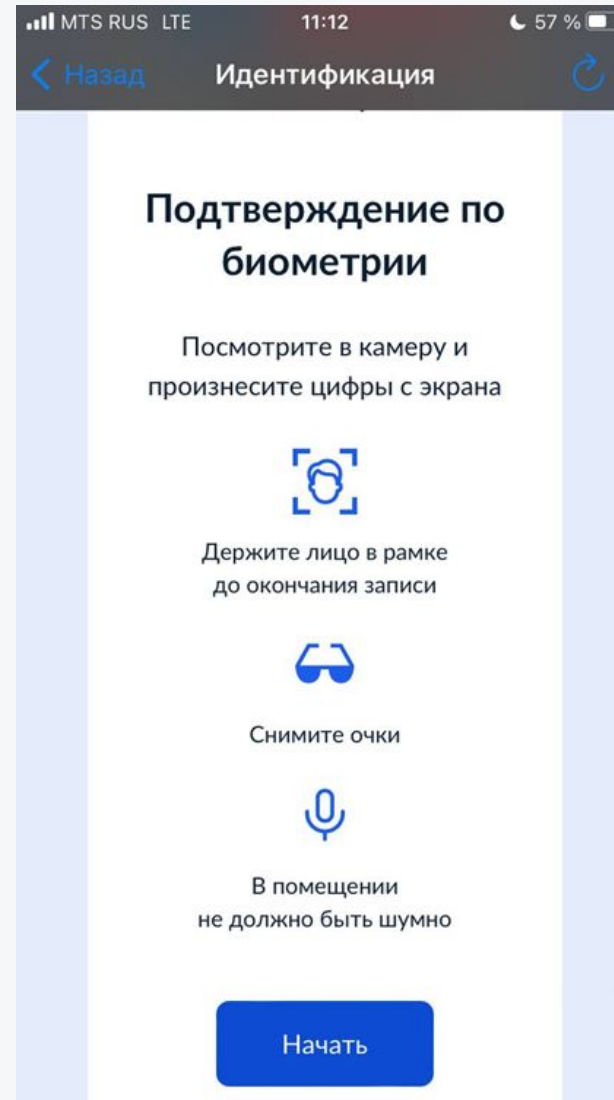 MTS RUS LTE 11:12 57 %
Назад Идентификация
Подтверждение по
биометрии
Посмотрите в камеру и
произнесите цифры с экрана
Держите лицо в рамке
до окончания записи
Снимите очки
В помещении
не должно быть шумно
Начать